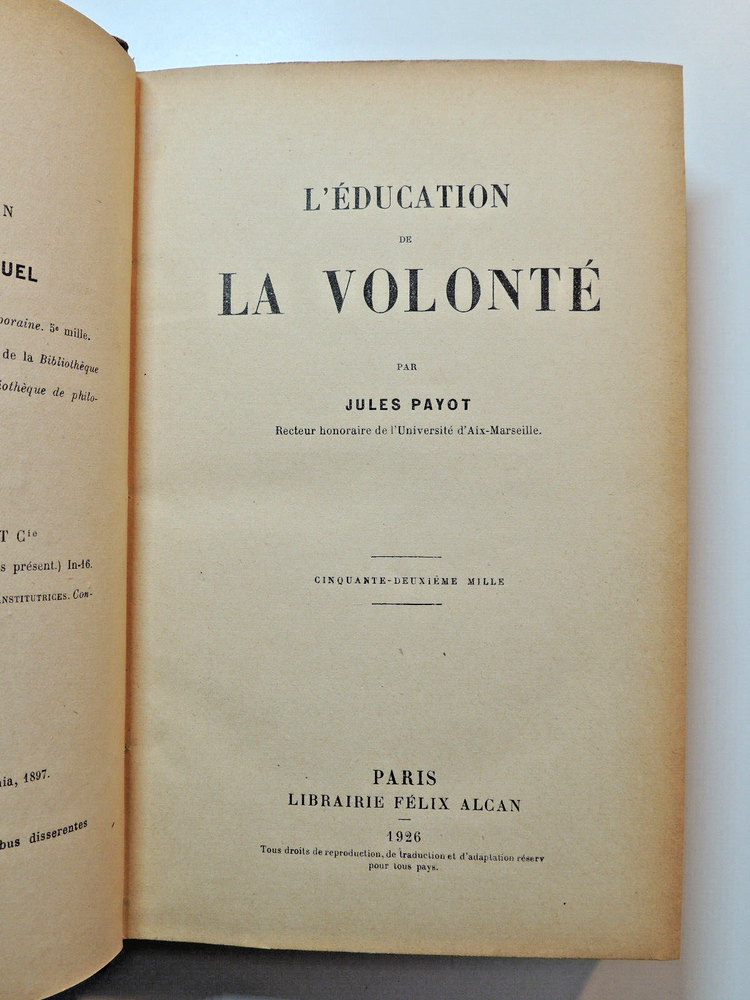 N
UEL
poraine. 5e mille.
de la Bibliothèque
iothèque de philo-
T Cie
s présent.) In-16.
NSTITUTRICES. Con-
ia, 1897.
bus disserentes
L'ÉDUCATION
DE
LA VOLONTÉ
PAR
JULES PAYOT
Recteur honoraire de l'Université d'Aix-Marseille.
CINQUANTE-DEUXIÈME MILLE
PARIS
LIBRAIRIE FÉLIX ALCAN
1926
Tous droits de reproduction, de traduction et d'adaptation réserv
pour tous pays.